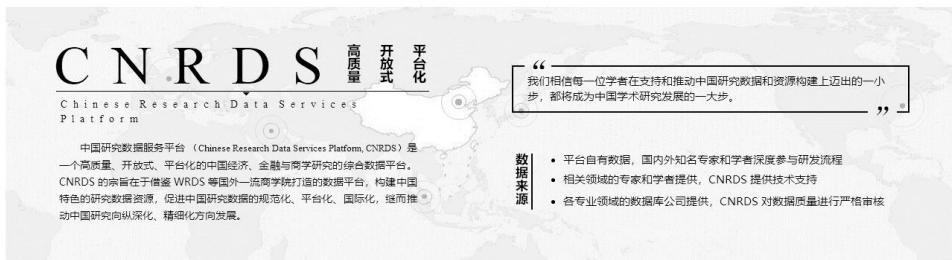 CNRDS
高质量
开放式
平台化
Chinese Research Data Services
Platform
中国研究数据服务平台 （Chinese Research Data Services Platform, CNRDS）是
一个高质量、开放式、平台化的中国经济、金融与商学研究的综合数据平台。
CNRDS 的宗旨在于借鉴 WRDS 等国外一流商学院打造的数据平台，构建中国
特色的研究数据资源，促进中国研究数据的规范化、平台化、国际化，继而推
动中国研究向纵深化、精细化方向发展。
“
我们相信每一位学者在支持和推动中国研究数据和资源构建上迈出的一小
步，都将成为中国学术研究发展的一大步。
”
数据来源
• 平台自有数据，国内外知名专家和学者深度参与研发流程
• 相关领域的专家和学者提供，CNRDS 提供技术支持
• 各专业领域的数据库公司提供，CNRDS 对数据质量进行严格审核